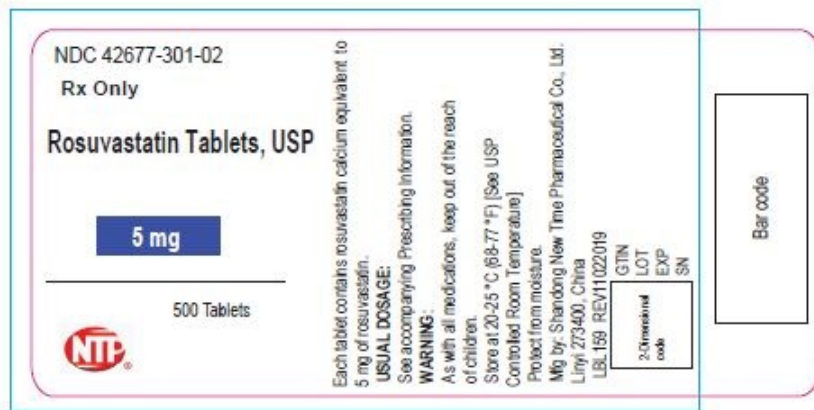 NDC 42677-301-02
Rx Only
Rosuvastatin Tablets, USP
5 mg
500 Tablets
NTP®
Each tablet contains rosuvastatin calcium equivalent to
5 mg of rosuvastatin.
USUAL DOSAGE:
See accompanying Prescribing Information.
WARNING:
As with all medications, keep out of the reach
of children.
Store at 20-25 °C (68-77 °F) [See USP
Controlled Room Temperature]
Protect from moisture.
Mfg by: Shandong New Time Pharmaceutical Co., Ltd.
Linyi 273400, China
LBL159 REV11022019
2-Dimensional
code
GTIN
LOT
EXP
SN
Bar code